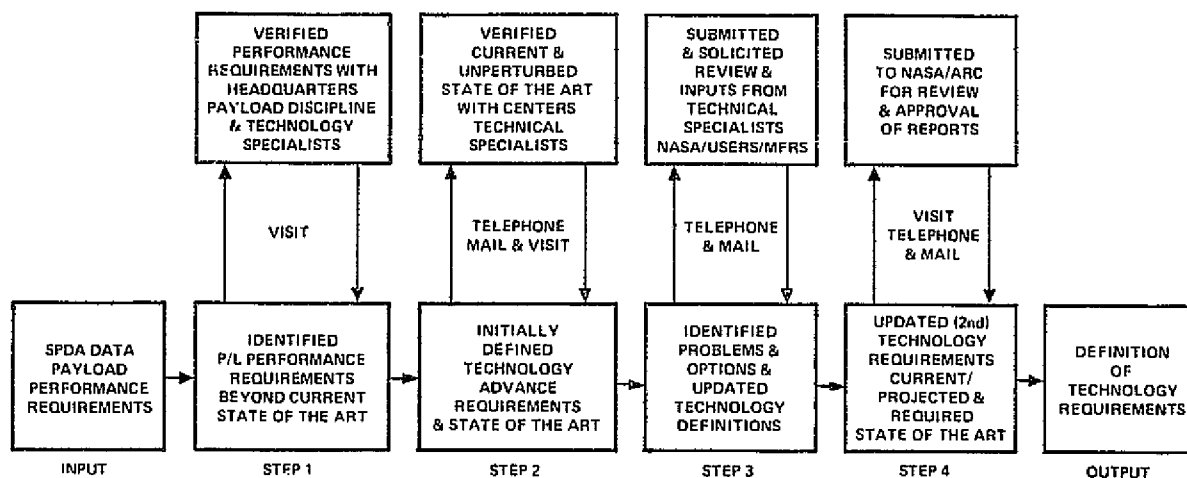 VERIFIED
PERFORMANCE
REQUIREMENTS WITH
HEADQUARTERS
PAYLOAD DISCIPLINE
& TECHNOLOGY
SPECIALISTS
VERIFIED
CURRENT &
UNPERTURBED
STATE OF THE ART
WITH CENTERS
TECHNICAL
SPECIALISTS
SUBMITTED
& SOLICITED
REVIEW &
INPUTS FROM
TECHNICAL
SPECIALISTS
NASA/USERS/MFRS
SUBMITTED
TO NASA/ARC
FOR REVIEW
& APPROVAL
OF REPORTS
VISIT
TELEPHONE
MAIL & VISIT
TELEPHONE
& MAIL
VISIT
TELEPHONE
& MAIL
SPDA DATA
PAYLOAD
PERFORMANCE
REQUIREMENTS
IDENTIFIED
P/L PERFORMANCE
REQUIREMENTS
BEYOND CURRENT
STATE OF THE ART
INITIALLY
DEFINED
TECHNOLOGY
ADVANCE
REQUIREMENTS
& STATE OF THE ART
IDENTIFIED
PROBLEMS &
OPTIONS &
UPDATED
TECHNOLOGY
DEFINITIONS
UPDATED (2nd)
TECHNOLOGY
REQUIREMENTS
CURRENT/
PROJECTED &
REQUIRED
STATE OF THE ART
DEFINITION
OF
TECHNOLOGY
REQUIREMENTS
INPUT
STEP 1
STEP 2
STEP 3
STEP 4
OUTPUT